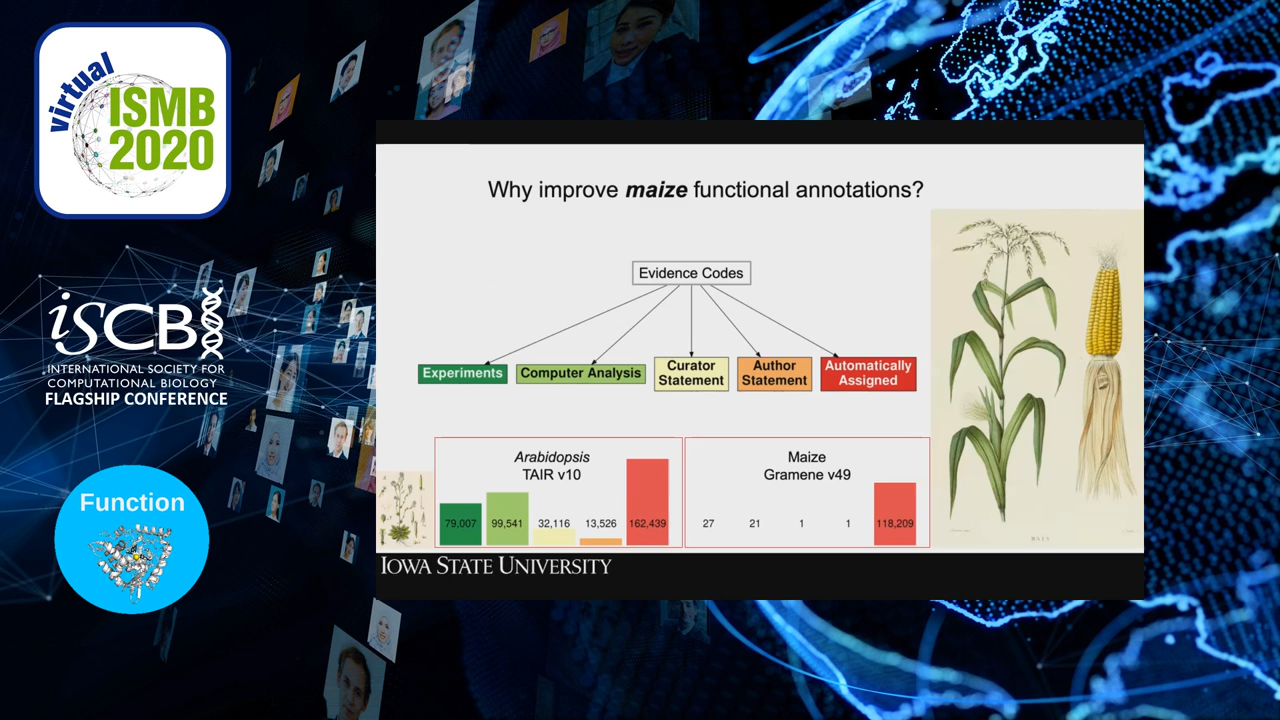 virtual
ISMB
2020
iSCB
INTERNATIONAL SOCIETY FOR
COMPUTATIONAL BIOLOGY
FLAGSHIP CONFERENCE
Function
Why improve maize functional annotations?
Evidence Codes
Experiments
Computer Analysis
Curator
Statement
Author
Statement
Automatically
Assigned
Arabidopsis
TAIR v10
79,007
99,541
32,116
13,526
162,439
Maize
Gramene v49
27
21
1
1
118,209
IOWA STATE UNIVERSITY